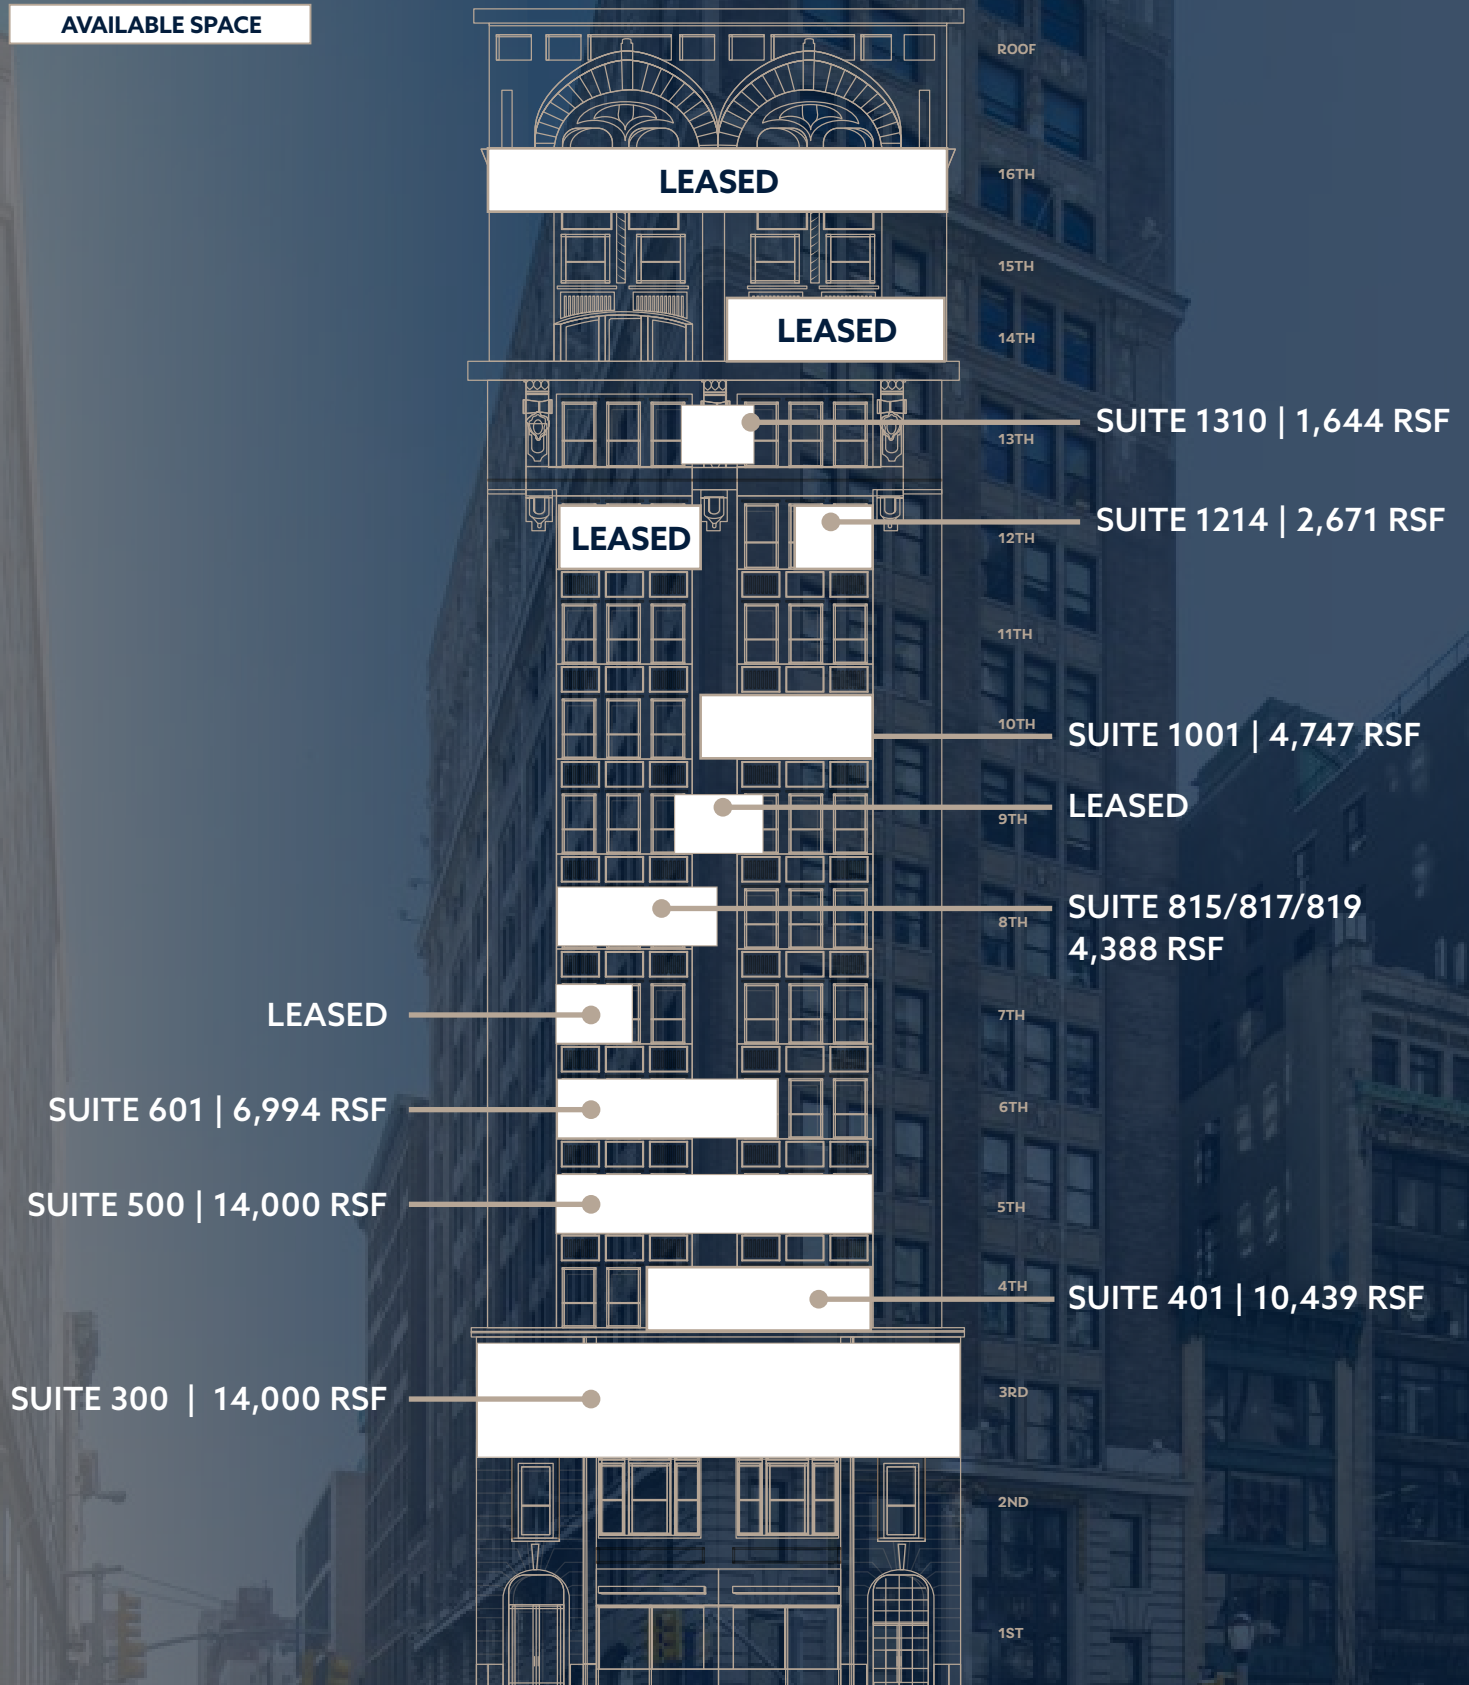 AVAILABLE SPACE
ROOF
LEASED
16TH
15TH
LEASED
14TH
SUITE 1310 | 1,644 RSF
13TH
SUITE 1214 | 2,671 RSF
LEASED
12TH
11TH
10TH
SUITE 1001 | 4,747 RSF
LEASED
9TH
SUITE 815/817/819
8TH
4,388 RSF
LEASED
7TH
SUITE 601 | 6,994 RSF
6TH
SUITE 500 | 14,000 RSF
5TH
4TH
SUITE 401 | 10,439 RSF
SUITE 300 | 14,000 RSF
3RD
2ND
1ST